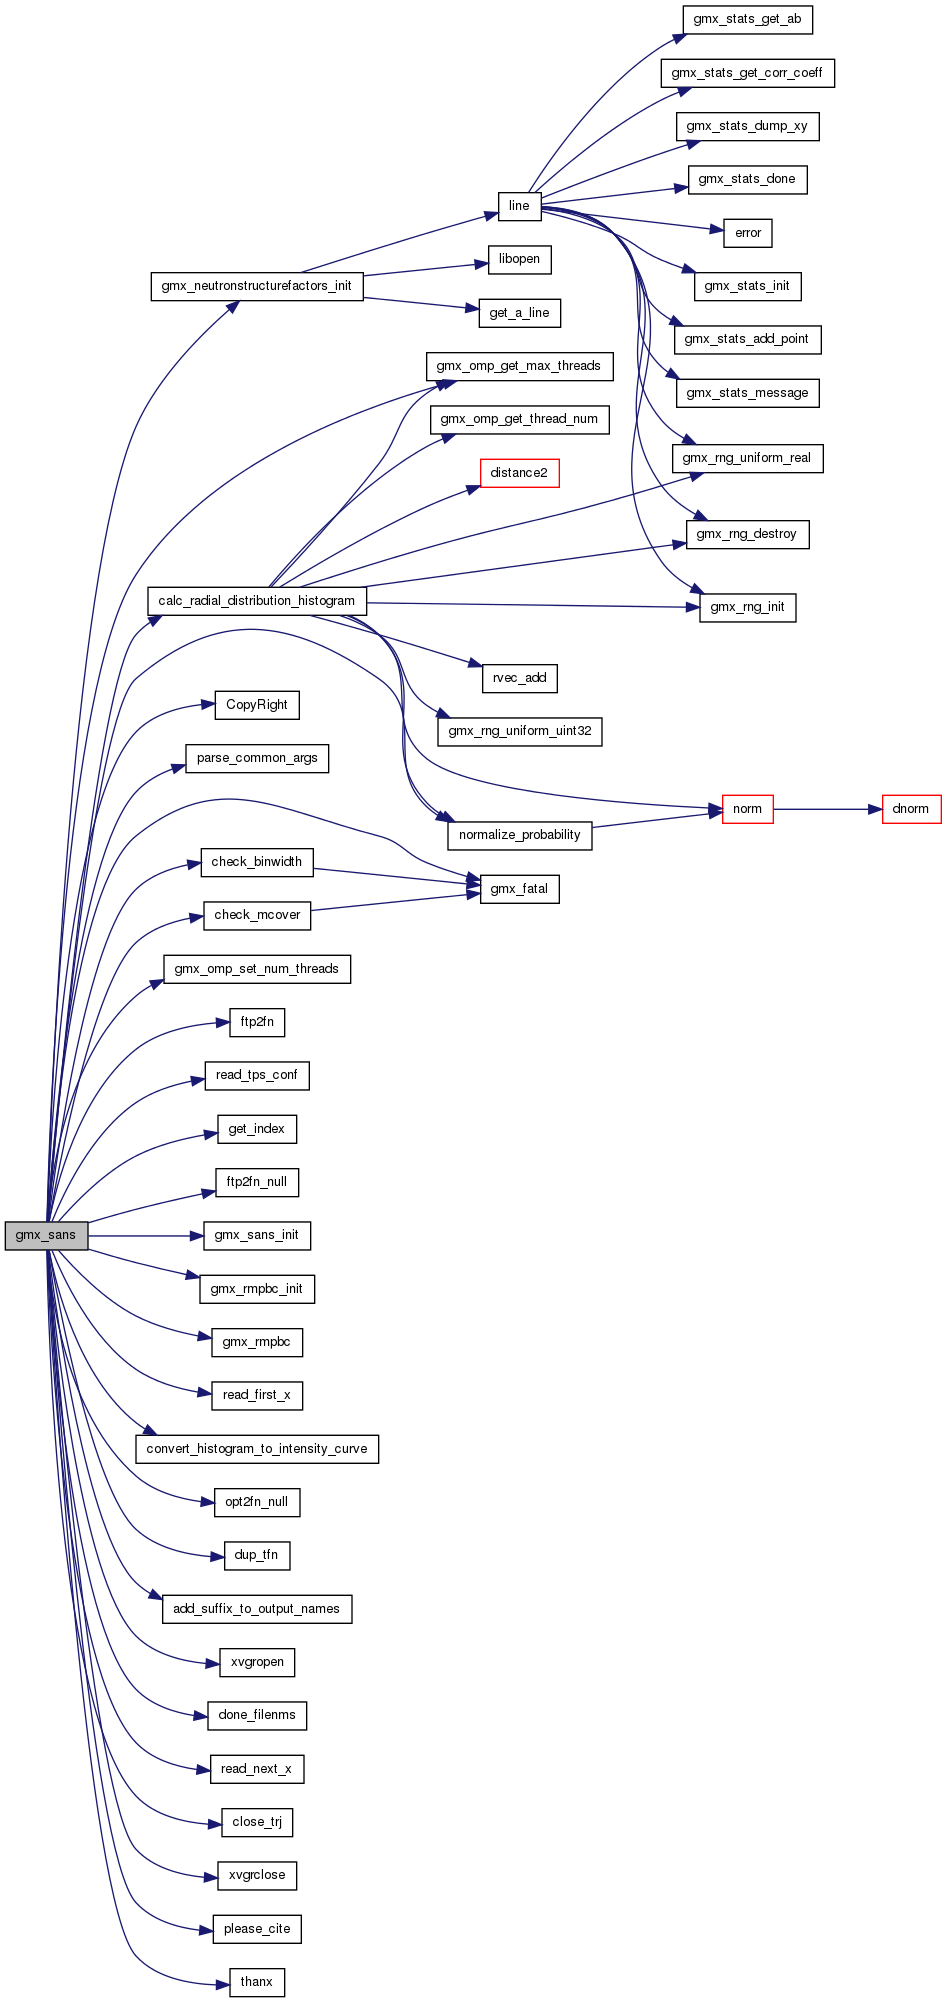 gmx_stats_get_ab
gmx_stats_get_corr_coeff
gmx_stats_dump_xy
gmx_stats_done
line
error
libopen
gmx_neutronstructurefactors_init
gmx_stats_init
get_a_line
gmx_stats_add_point
gmx_omp_get_max_threads
gmx_stats_message
gmx_omp_get_thread_num
gmx_rng_uniform_real
distance2
gmx_rng_destroy
calc_radial_distribution_histogram
gmx_rng_init
rvec_add
CopyRight
gmx_rng_uniform_uint32
parse_common_args
norm
dnorm
normalize_probability
check_binwidth
gmx_fatal
check_mcover
gmx_omp_set_num_threads
ftp2fn
read_tps_conf
get_index
ftp2fn_null
gmx_sans
gmx_sans_init
gmx_rmpbc_init
gmx_rmpbc
read_first_x
convert_histogram_to_intensity_curve
opt2fn_null
dup_tfn
add_suffix_to_output_names
xvgropen
done_filenms
read_next_x
close_trj
xvgrclose
please_cite
thanx